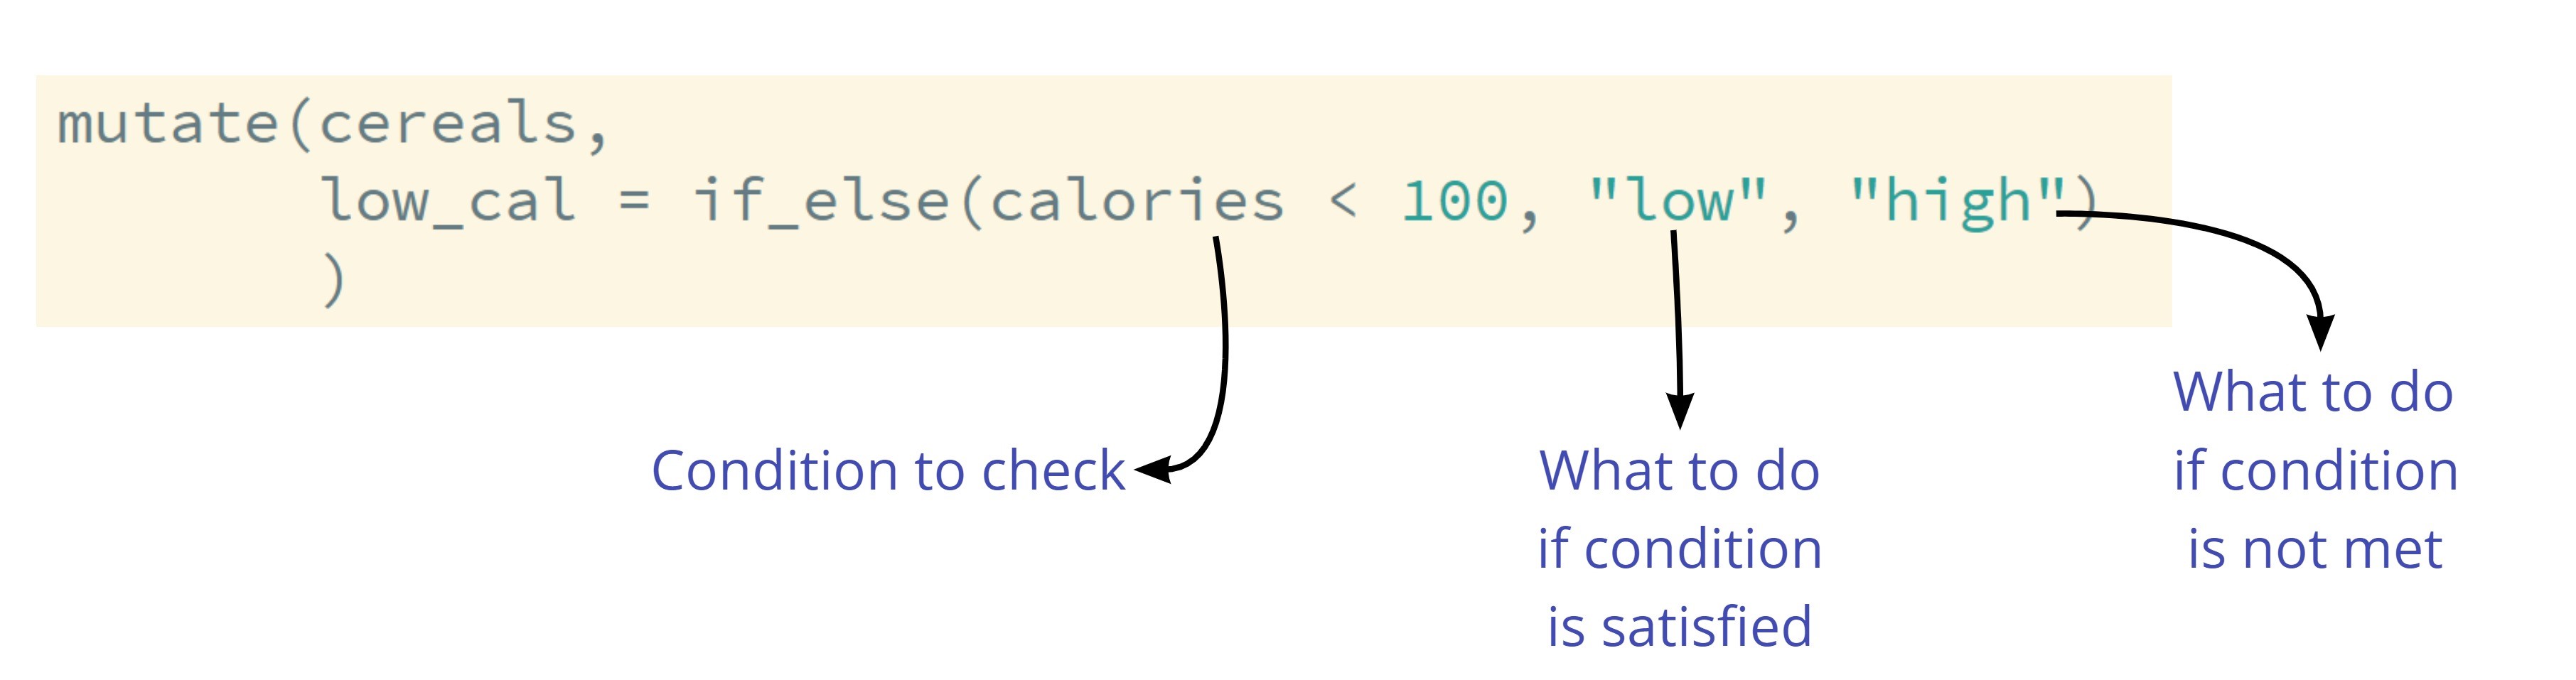 mutate(cereals,
low_cal = if_else(calories < 100, "low", "high")
)
Condition to check
What to do
if condition
is satisfied
What to do
if condition
is not met